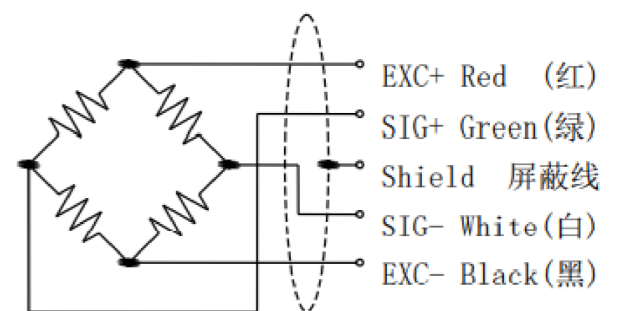 EXC+ Red (红)
SIG+ Green(绿)
Shield 屏蔽线
SIG- White(白)
EXC- Black(黑)